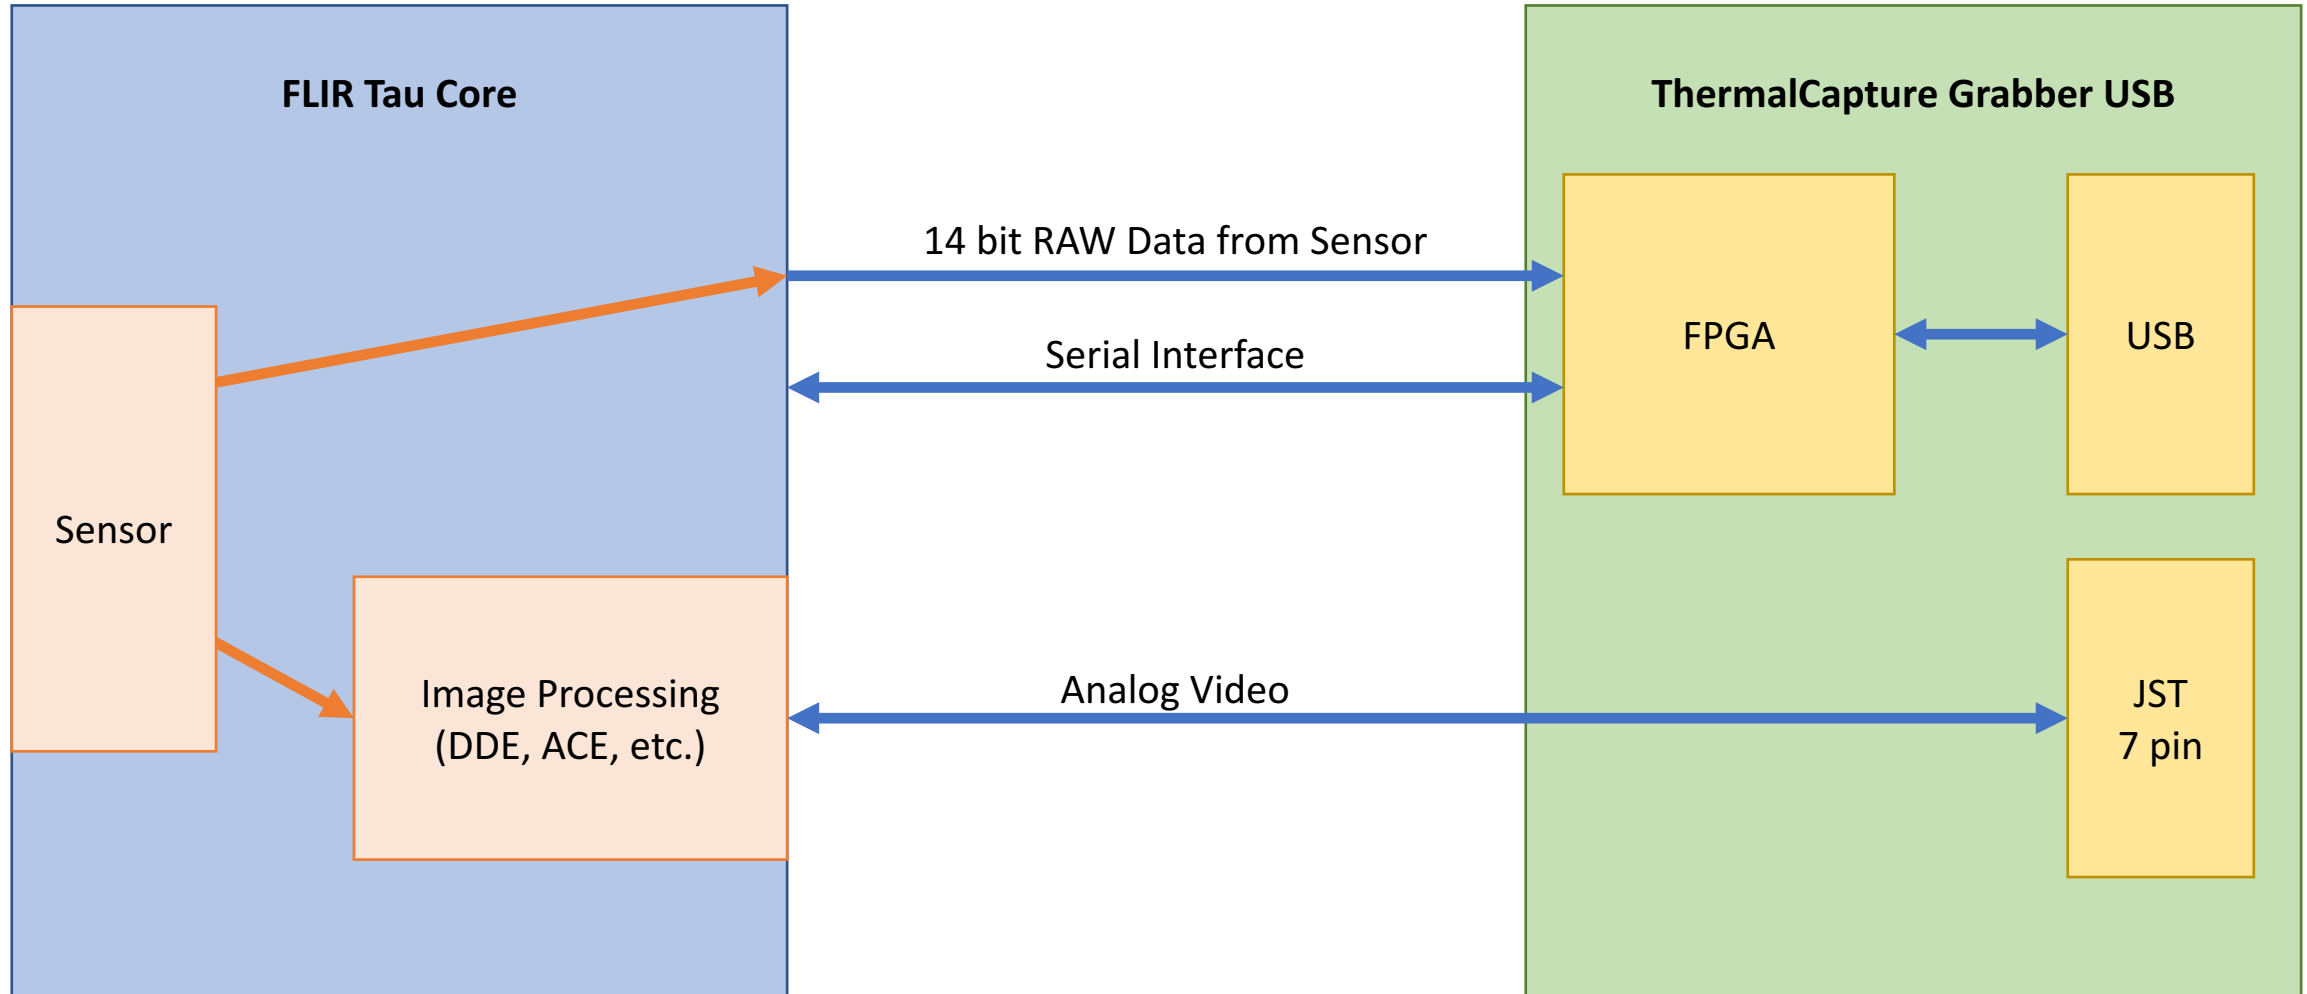 FLIR Tau Core
ThermalCapture Grabber USB
14 bit RAW Data from Sensor
Serial Interface
FPGA
USB
Sensor
Image Processing
(DDE, ACE, etc.)
Analog Video
JST
7 pin